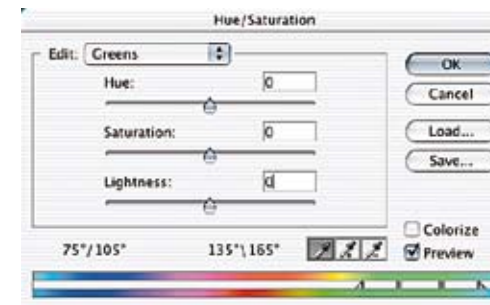 Hue/Saturation
Edit: Greens
OK
Hue: 0
Cancel
Saturation: 0
Load...
Save...
Lightness: 0
Colorize
75°/105° 135°\165° Preview